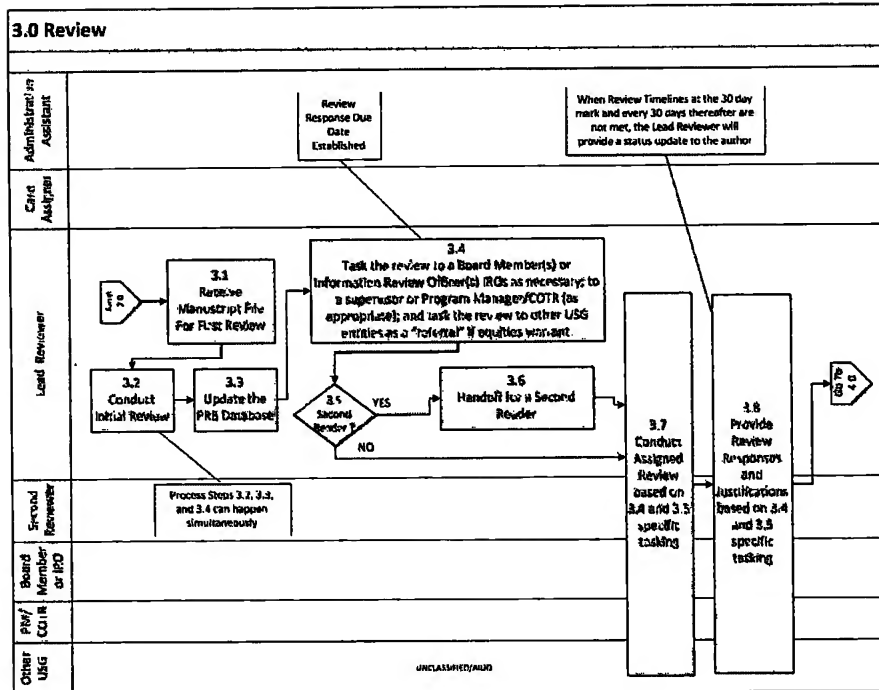 3.0 Review
Administration
Assistant
Review
Response Due
Date
Established
When Review Timelines at the 30 day
mark and every 30 days thereafter are
not met, the Lead Reviewer will
provide a status update to the author
Card
Assigner
Lead Reviewer
3.1
Receive
Manuscript File
For First Review
3.2
Conduct
Initial Review
3.3
Update the
PRB Database
3.4
Task the review to a Board Member(s) or
Information Review Officer(s) IROs as necessary; to
a supervisor or Program Manager/COTR (as
appropriate); and task the review to other USG
entities as a "referral" if equities warrant.
3.5
Second
Reader ?
YES
NO
3.6
Handoff for a Second
Reader
3.7
Conduct
Assigned
Review
based on
3.4 and 3.5
specific
tasking
3.8
Provide
Review
Responses
and
Justifications
based on 3.4
and 3.5
specific
tasking
Go To
4.0
Process Steps 3.2, 3.3,
and 3.4 can happen
simultaneously
Second
Reviewer
Board
Member
or IRO
PM/
COTR
Other
USG